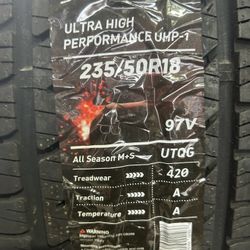 ULTRA HIGH
PERFORMANCE UHP-1
235/50R18
97V
All Season M+S UTQG
Treadwear >>>>> 420
Traction >>>>> A
Temperature >>>>> A
WARNING